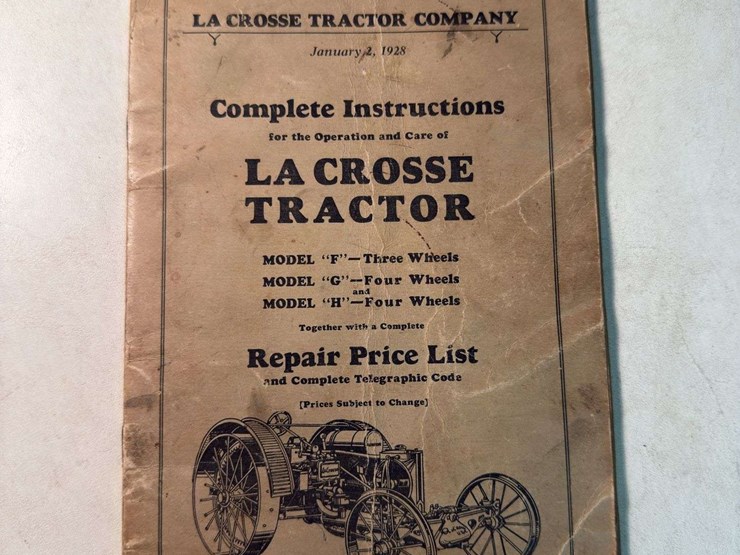 LA CROSSE TRACTOR COMPANY
January 2, 1928
Complete Instructions
for the Operation and Care of
LA CROSSE
TRACTOR
MODEL "F"—Three Wheels
MODEL "G"—Four Wheels
and
MODEL "H"—Four Wheels
Together with a Complete
Repair Price List
and Complete Telegraphic Code
[Prices Subject to Change]